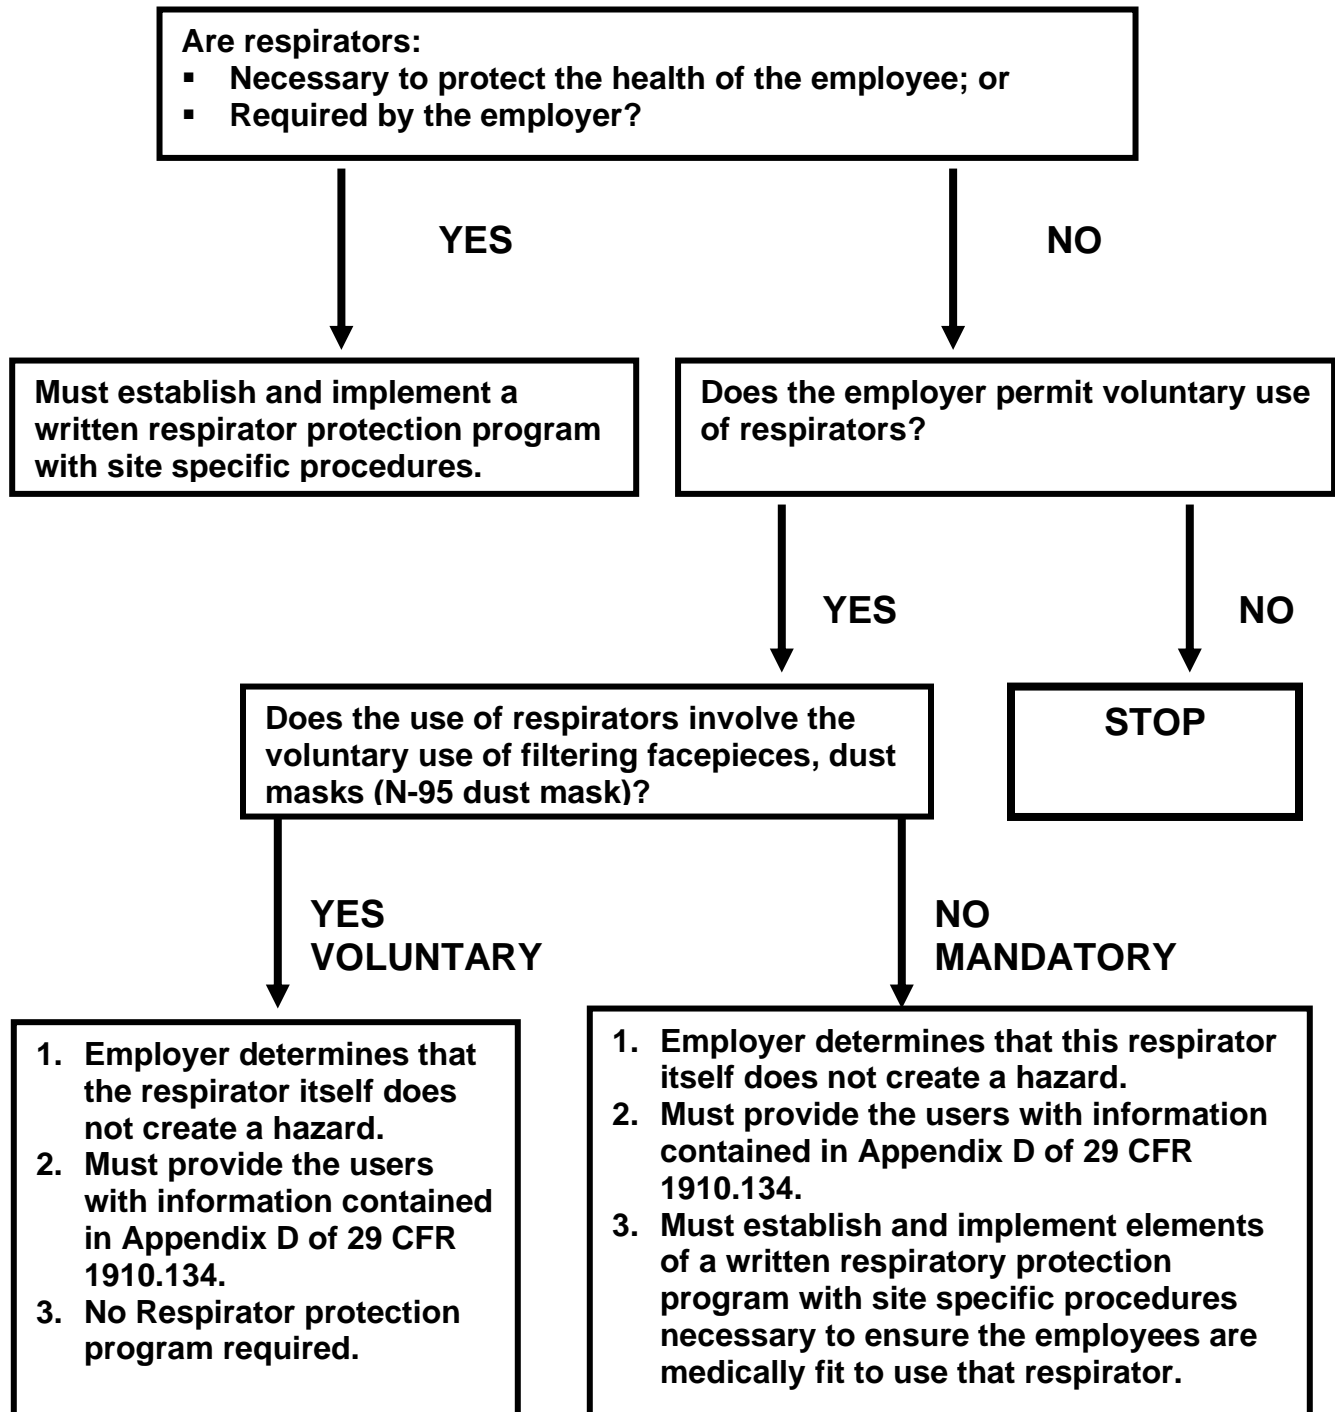 Are respirators:
▪ Necessary to protect the health of the employee; or
▪ Required by the employer?
YES
NO
Must establish and implement a
written respirator protection program
with site specific procedures.
Does the employer permit voluntary use
of respirators?
YES
NO
Does the use of respirators involve the
voluntary use of filtering facepieces, dust
masks (N-95 dust mask)?
STOP
YES
VOLUNTARY
NO
MANDATORY
1. Employer determines that
the respirator itself does
not create a hazard.
2. Must provide the users
with information contained
in Appendix D of 29 CFR
1910.134.
3. No Respirator protection
program required.
1. Employer determines that this respirator
itself does not create a hazard.
2. Must provide the users with information
contained in Appendix D of 29 CFR
1910.134.
3. Must establish and implement elements
of a written respiratory protection
program with site specific procedures
necessary to ensure the employees are
medically fit to use that respirator.